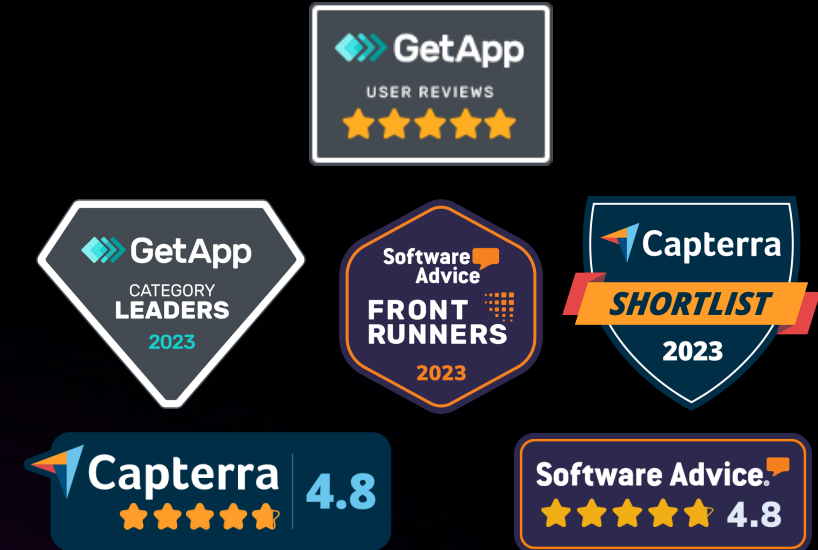 GetApp
USER REVIEWS
GetApp
CATEGORY
LEADERS
2023
Software
Advice
FRONT
RUNNERS
2023
Capterra
SHORTLIST
2023
Capterra
4.8
Software Advice.
4.8